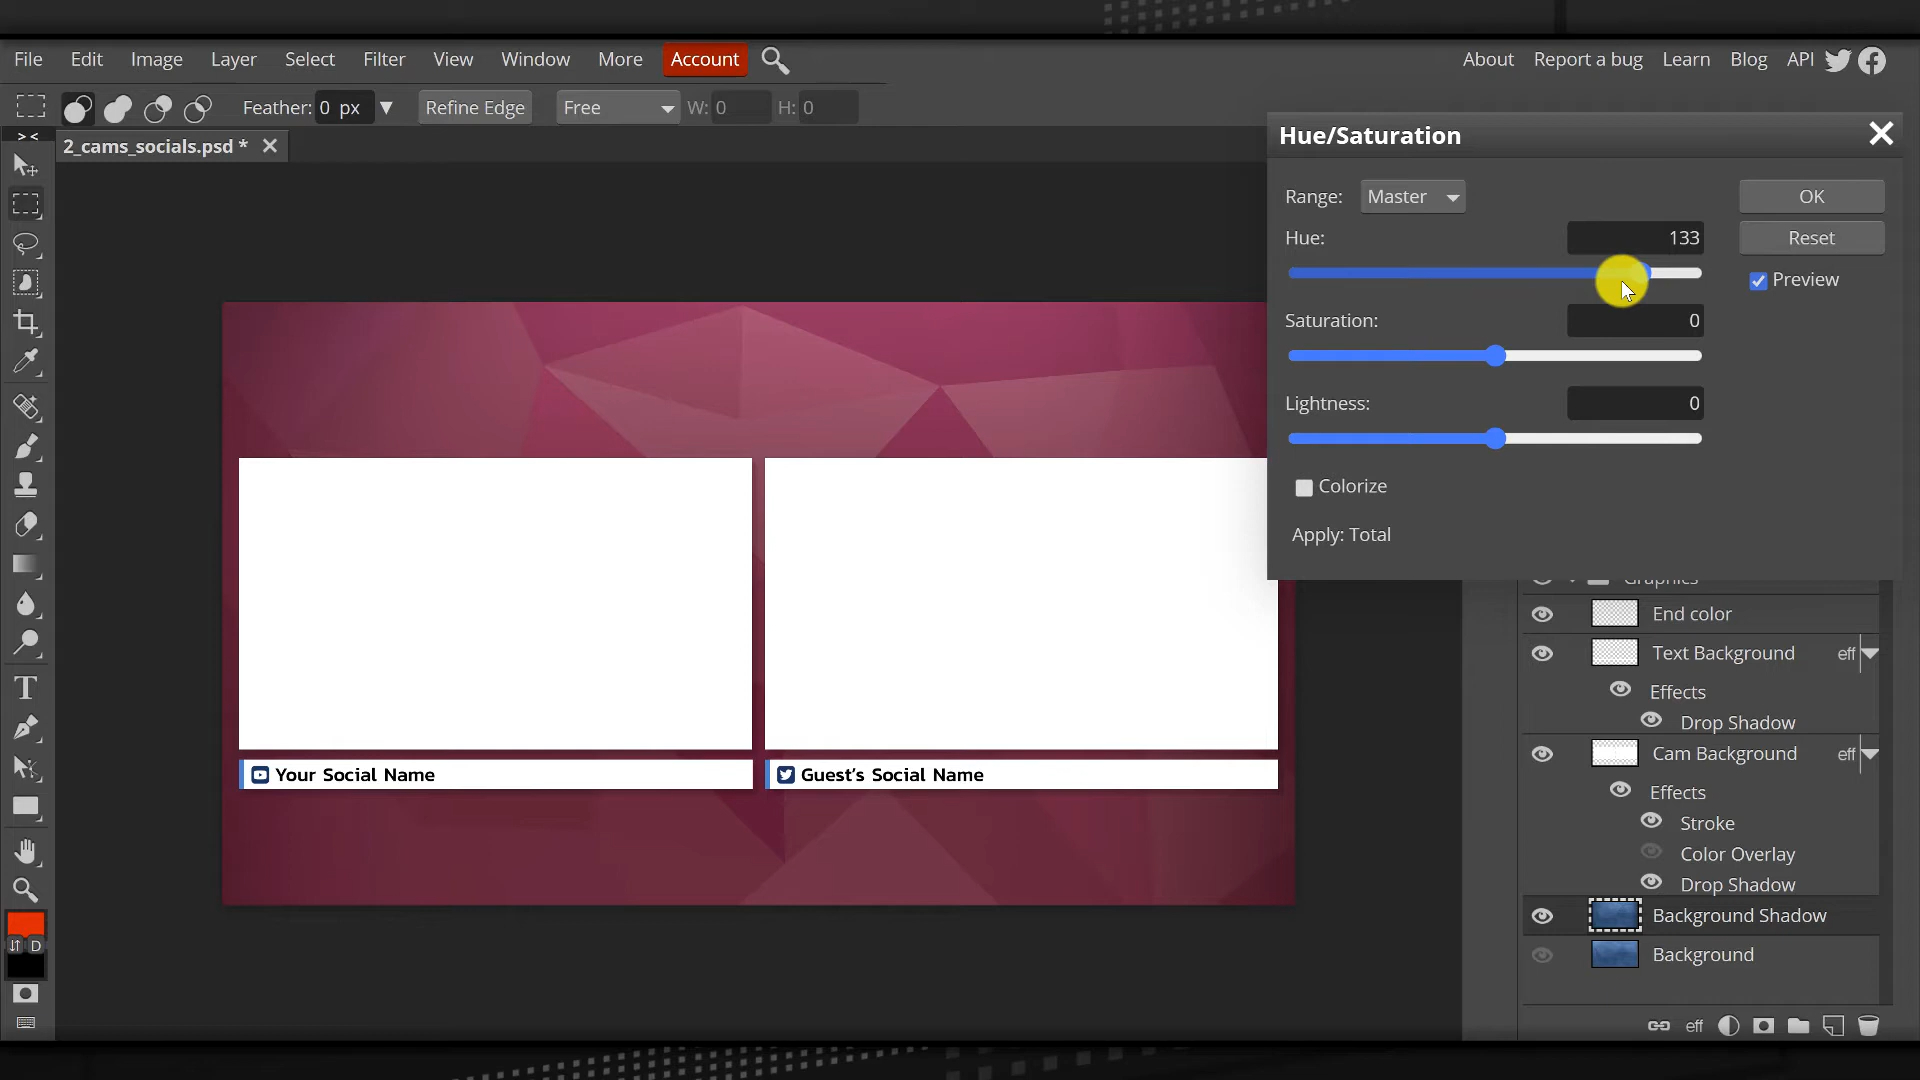 File Edit Image Layer Select Filter View Window More Account About Report a bug Learn Blog API
Feather: 0 px Refine Edge Free W: 0 H: 0
> <
2_cams_socials.psd *
Hue/Saturation
Range: Master OK
Hue: 133 Reset
Preview
Saturation: 0
Lightness: 0
Colorize
Apply: Total
Your Social Name
Guest's Social Name
Graphics
End color
Text Background eff
Effects
Drop Shadow
Cam Background eff
Effects
Stroke
Color Overlay
Drop Shadow
Background Shadow
Background
D
eff